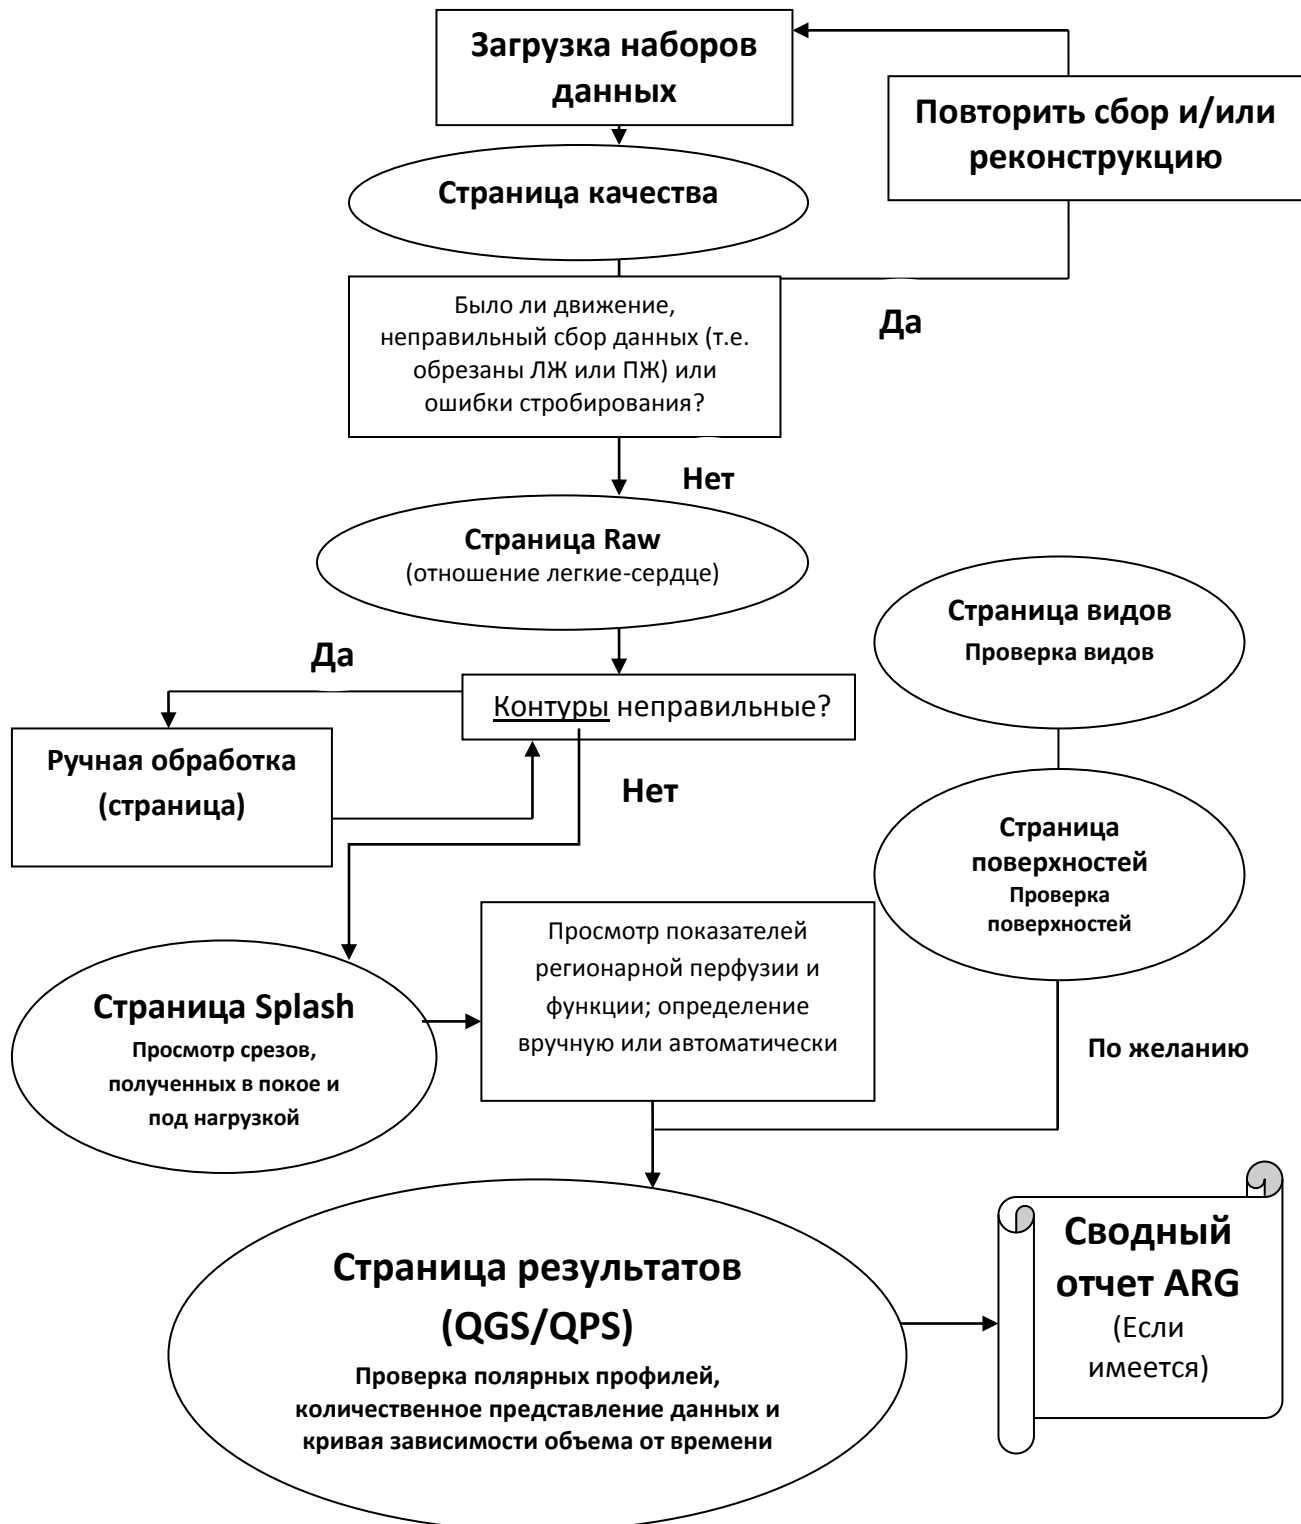 Загрузка наборов
данных
Повторить сбор и/или
реконструкцию
Страница качества
Было ли движение,
неправильный сбор данных (т.е.
обрезаны ЛЖ или ПЖ) или
ошибки стробирования?
Да
Нет
Страница Raw
(отношение легкие-сердце)
Страница видов
Проверка видов
Да
Контуры неправильные?
Ручная обработка
(страница)
Нет
Страница
поверхностей
Проверка
поверхностей
Просмотр показателей
регионарной перфузии и
функции; определение
вручную или автоматически
Страница Splash
Просмотр срезов,
полученных в покое и
под нагрузкой
По желанию
Страница результатов
(QGS/QPS)
Проверка полярных профилей,
количественное представление данных и
кривая зависимости объема от времени
Сводный
отчет ARG
(Если
имеется)